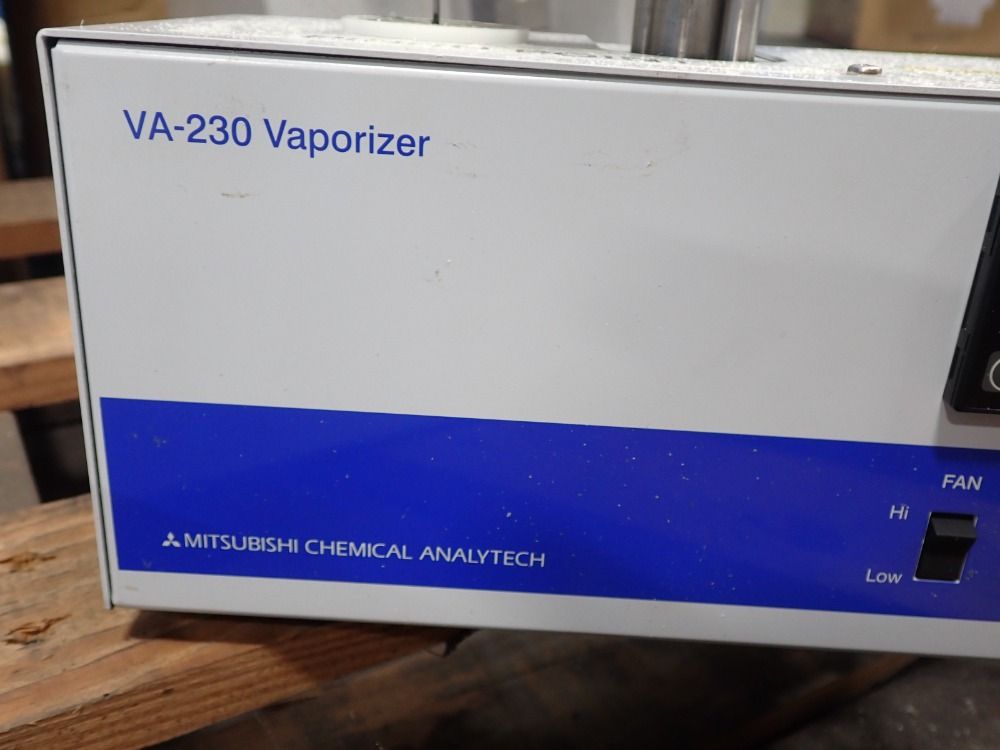 VA-230 Vaporizer
FAN
Hi
Low
MITSUBISHI CHEMICAL ANALYTECH